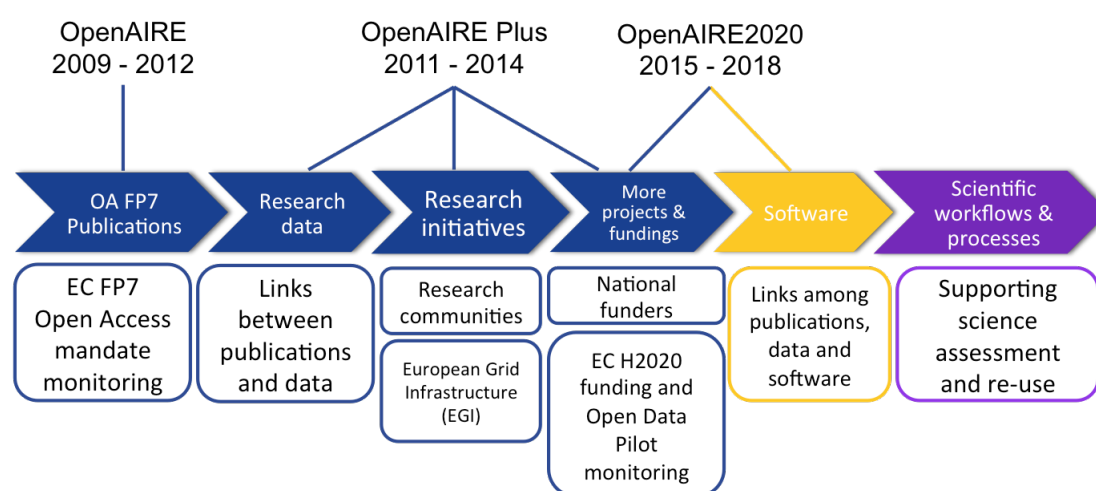 OpenAIRE
2009 - 2012
OpenAIRE Plus
2011 - 2014
OpenAIRE2020
2015 - 2018
OA FP7
Publications
Research
data
Research
initiatives
More
projects &
fundings
Software
Scientific
workflows &
processes
EC FP7
Open Access
mandate
monitoring
Links
between
publications
and data
Research
communities
European Grid
Infrastructure
(EGI)
National
funders
EC H2020
funding and
Open Data
Pilot
monitoring
Links among
publications,
data and
software
Supporting
science
assessment
and re-use